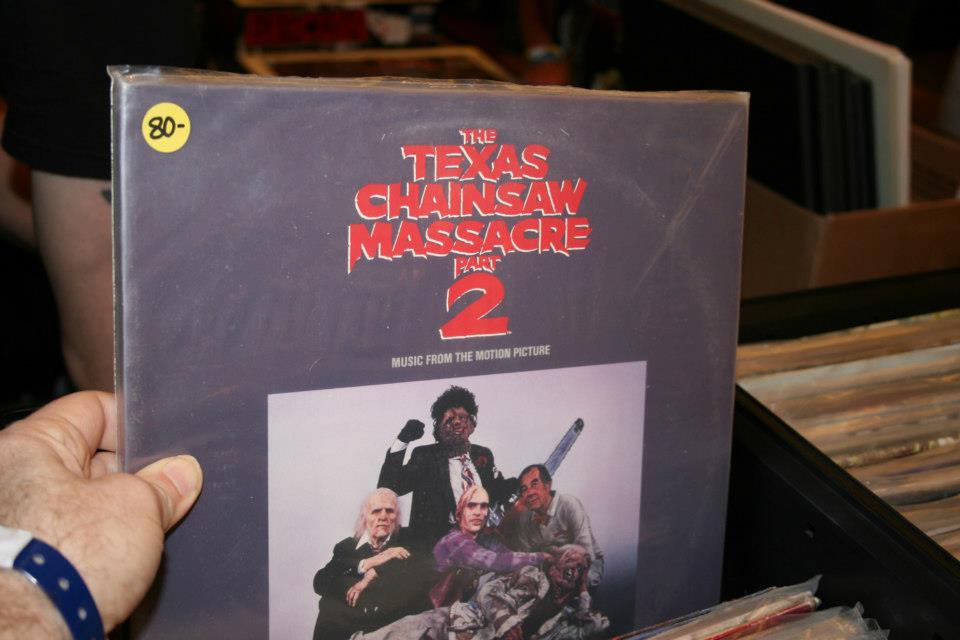 80-
THE
TEXAS
CHAINSAW
MASSACRE
PART
2
MUSIC FROM THE MOTION PICTURE